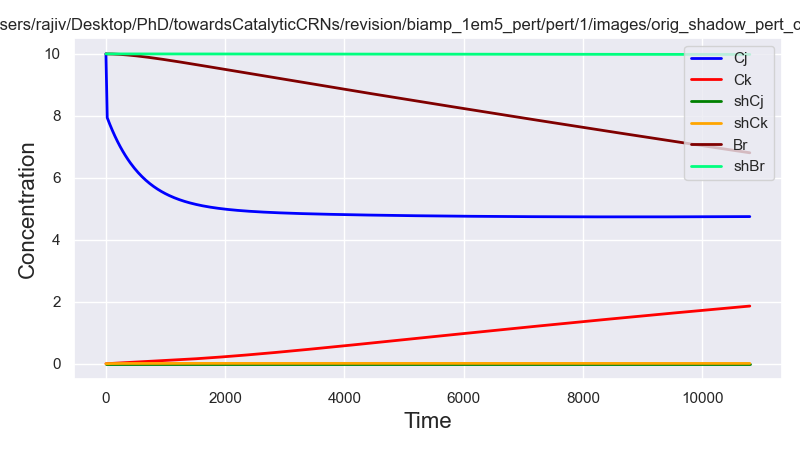 sers/rajiv/Desktop/PhD/towardsCatalyticCRNs/revision/biamp_1em5_pert/pert/1/images/orig_shadow_pert_c
10
8
6
4
2
0
Concentration
Cj
Ck
shCj
shCk
Br
shBr
0 2000 4000 6000 8000 10000
Time